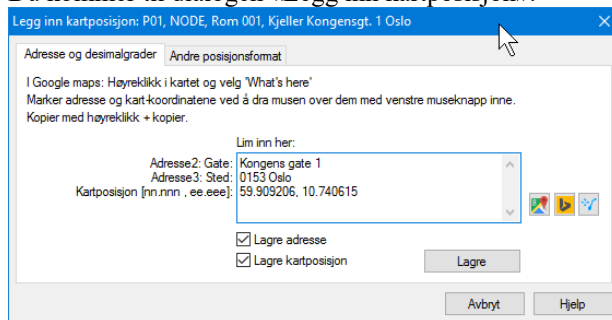 Legg inn kartposisjon: P01, NODE, Rom 001, Kjeller Kongensgt. 1 Oslo
Adresse og desimalgrader
Andre posisjonsformat
I Google maps: Høyreklikk i kartet og velg 'What's here'
Marker adresse og kart-koordinatene ved å dra musen over dem med venstre museknapp inne.
Kopier med høyreklikk + kopier.
Lim inn her:
Adresse2: Gate: Kongens gate 1
Adresse3: Sted: 0153 Oslo
Kartposisjon [nn.nnn , ee.eee]: 59.909206, 10.740615
Lagre adresse
Lagre kartposisjon
Lagre
Avbryt
Hjelp